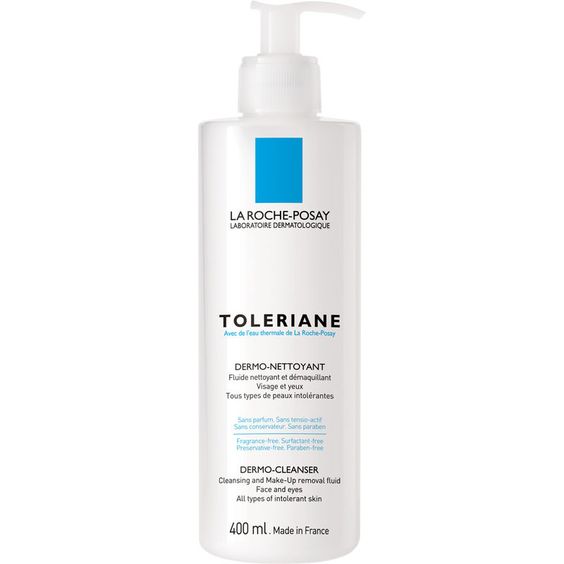 LA ROCHE-POSAY
LABORATOIRE DERMATOLOGIQUE
TOLERIANE
Avec de l'eau thermale de La Roche-Posay
DERMO-NETTOYANT
Fluide nettoyant et démaquillant
Visage et yeux
Tous types de peaux intolérantes
Sans parfum, Sans tensio-actif
Sans conservateur, Sans paraben
Fragrance-free, Surfactant-free
Preservative-free, Paraben-free
DERMO-CLEANSER
Cleansing and Make-Up removal fluid
Face and eyes
All types of intolerant skin
400 ml. Made in France